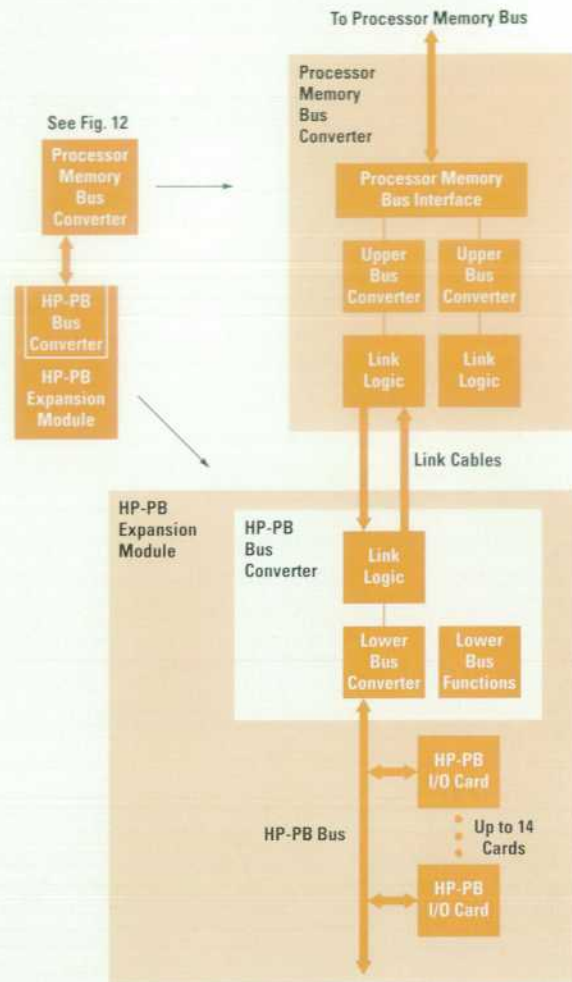 To Processor Memory Bus
Processor
Memory
Bus
Converter
See Fig. 12
Processor
Memory
Bus
Converter
HP-PB
Bus
Converter
HP-PB
Expansion
Module
Processor Memory
Bus Interface
Upper
Bus
Converter
Upper
Bus
Converter
Link
Logic
Link
Logic
Link Cables
HP-PB
Expansion
Module
HP-PB
Bus
Converter
Link
Logic
Lower
Bus
Converter
Lower
Bus
Functions
HP-PB Bus
HP-PB
I/O Card
Up to 14
Cards
HP-PB
I/O Card